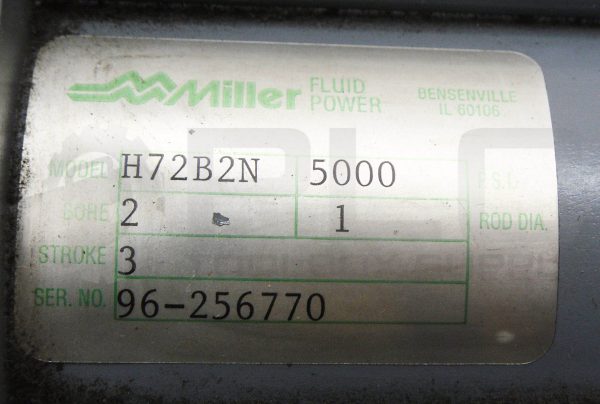 Miller FLUID POWER
BENSENVILLE
IL 60106
MODEL H72B2N 5000 P.S.I.
BORE 2 1 ROD DIA.
STROKE 3
SER. NO. 96-256770